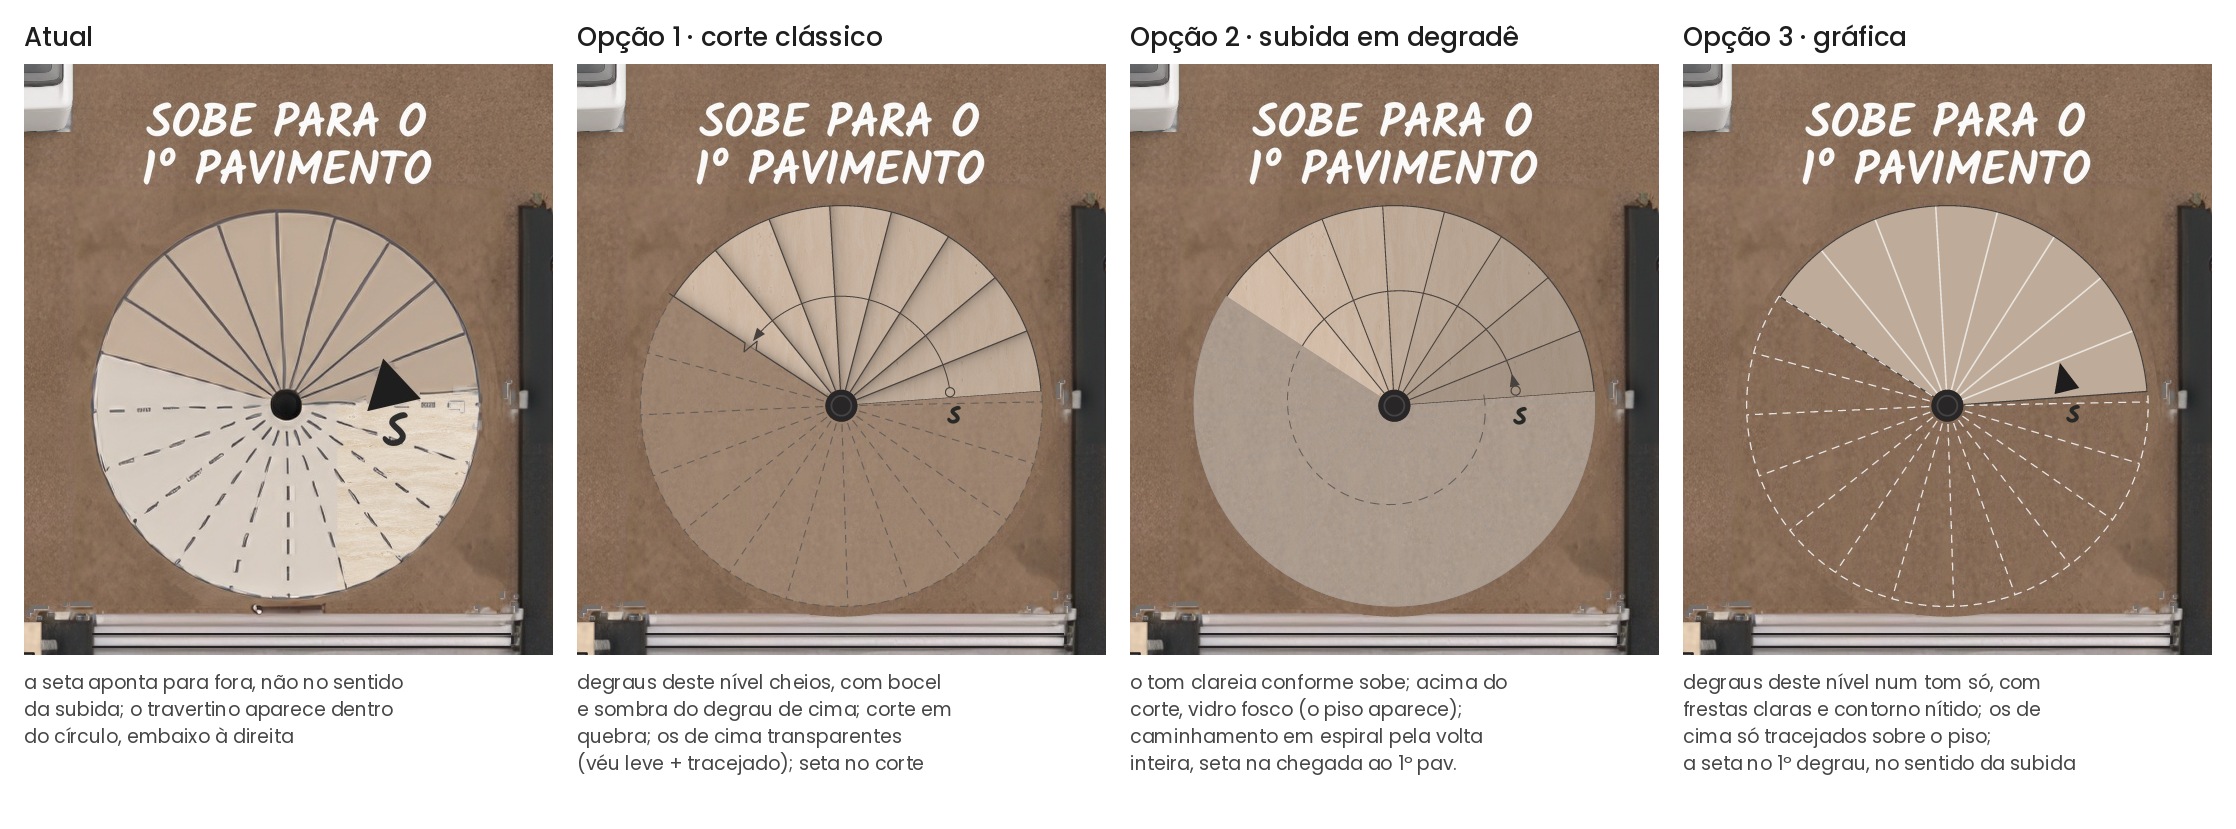 Atual
SOBE PARA O
1º PAVIMENTO
S
a seta aponta para fora, não no sentido
da subida; o travertino aparece dentro
do círculo, embaixo à direita
Opção 1 · corte clássico
SOBE PARA O
1º PAVIMENTO
S
degraus deste nível cheios, com bocel
e sombra do degrau de cima; corte em
quebra; os de cima transparentes
(véu leve + tracejado); seta no corte
Opção 2 · subida em degradê
SOBE PARA O
1º PAVIMENTO
S
o tom clareia conforme sobe; acima do
corte, vidro fosco (o piso aparece);
caminhamento em espiral pela volta
inteira, seta na chegada ao 1º pav.
Opção 3 · gráfica
SOBE PARA O
1º PAVIMENTO
S
degraus deste nível num tom só, com
frestas claras e contorno nítido; os de
cima só tracejados sobre o piso;
a seta no 1º degrau, no sentido da subida